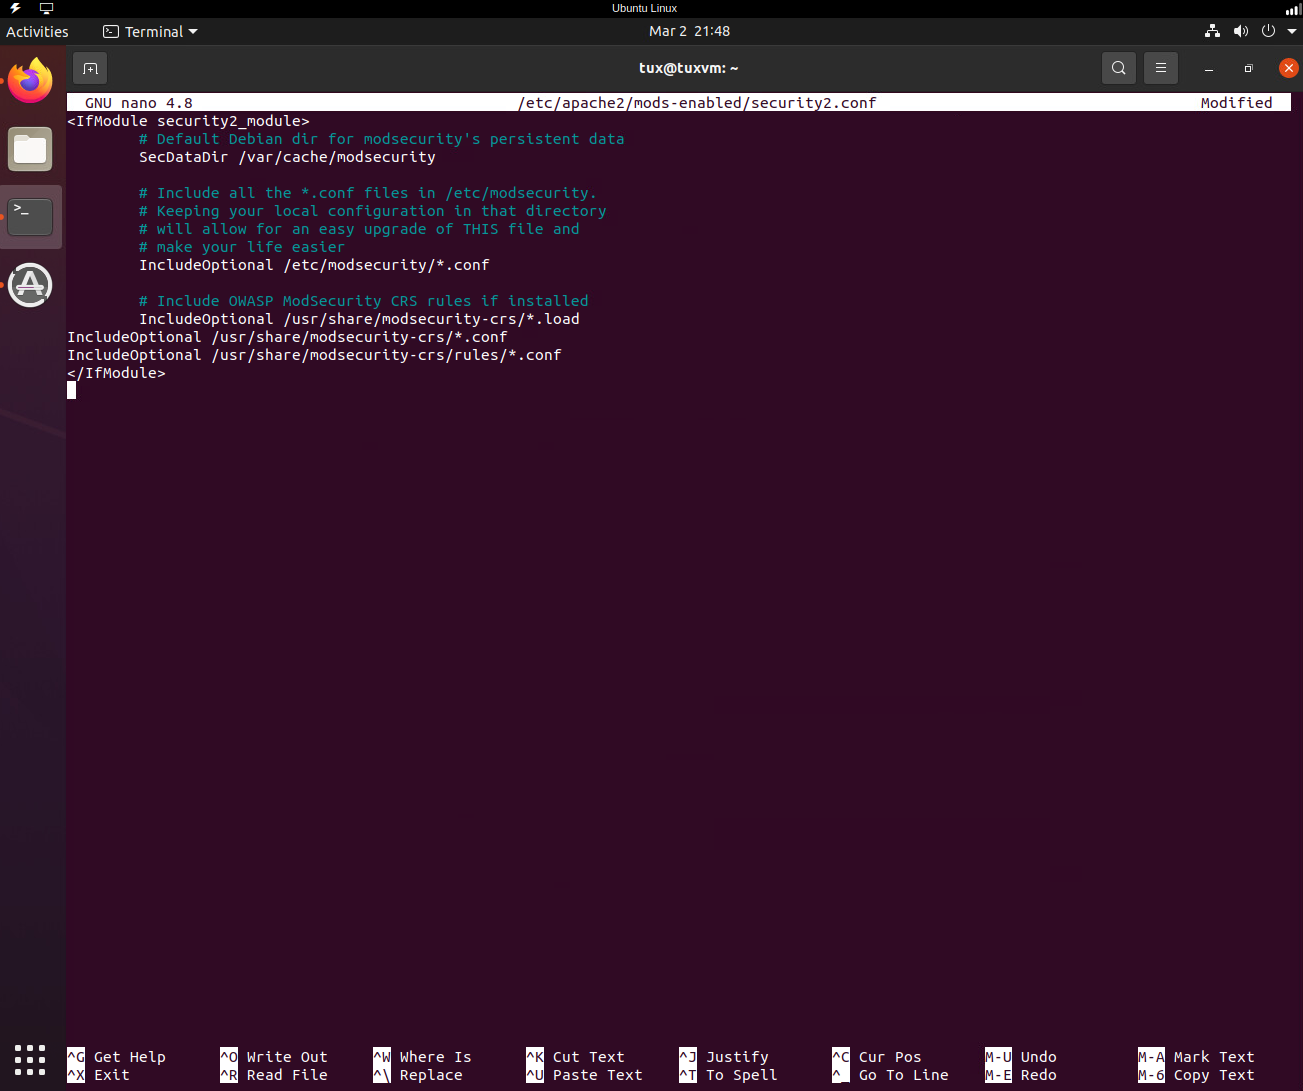 Ubuntu Linux
Activities Terminal Mar 2 21:48
tux@tuxvm: ~
GNU nano 4.8 /etc/apache2/mods-enabled/security2.conf Modified
<IfModule security2_module>
# Default Debian dir for modsecurity's persistent data
SecDataDir /var/cache/modsecurity
# Include all the *.conf files in /etc/modsecurity.
# Keeping your local configuration in that directory
# will allow for an easy upgrade of THIS file and
# make your life easier
IncludeOptional /etc/modsecurity/*.conf
# Include OWASP ModSecurity CRS rules if installed
IncludeOptional /usr/share/modsecurity-crs/*.load
IncludeOptional /usr/share/modsecurity-crs/*.conf
IncludeOptional /usr/share/modsecurity-crs/rules/*.conf
</IfModule>
^G Get Help ^O Write Out ^W Where Is ^K Cut Text ^J Justify ^C Cur Pos M-U Undo M-A Mark Text
^X Exit ^R Read File ^\ Replace ^U Paste Text ^T To Spell ^_ Go To Line M-E Redo M-6 Copy Text